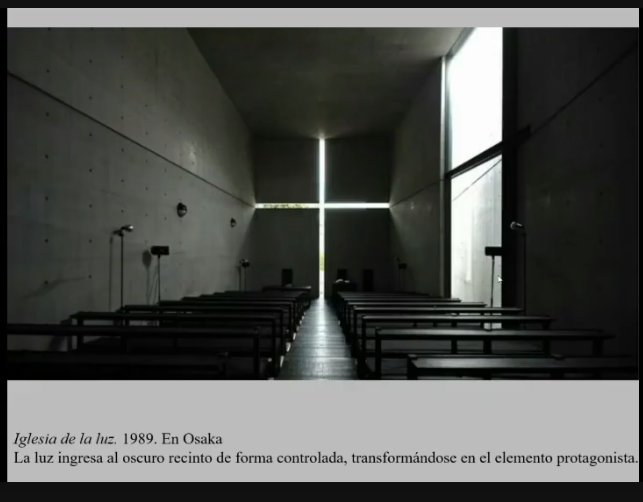 Iglesia de la luz. 1989. En Osaka
La luz ingresa al oscuro recinto de forma controlada, transformándose en el elemento protagonista.